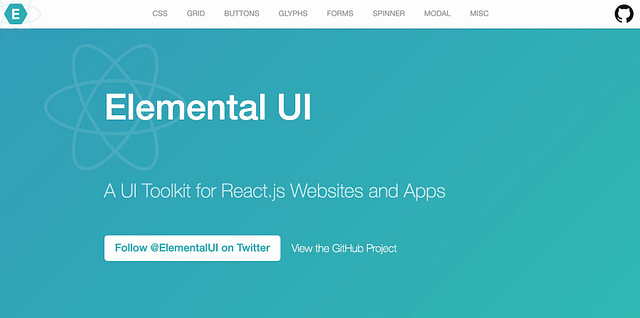 E
CSS GRID BUTTONS GLYPHS FORMS SPINNER MODAL MISC
Elemental UI
A UI Toolkit for React.js Websites and Apps
Follow @ElementalUI on Twitter View the GitHub Project